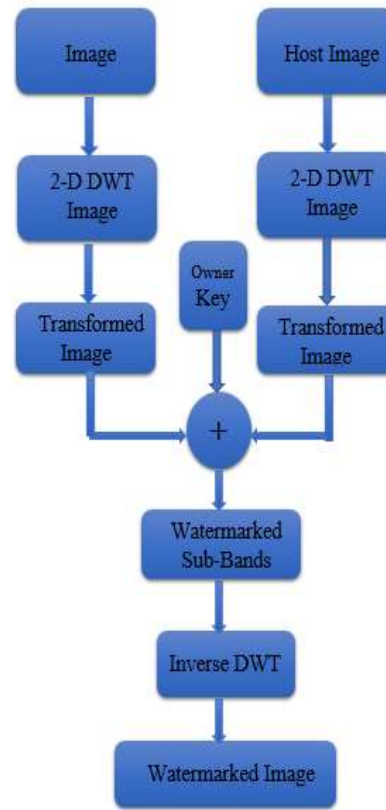 Image
Host Image
2-D DWT
Image
2-D DWT
Image
Owner
Key
Transformed
Image
Transformed
Image
+
Watermarked
Sub-Bands
Inverse DWT
Watermarked Image